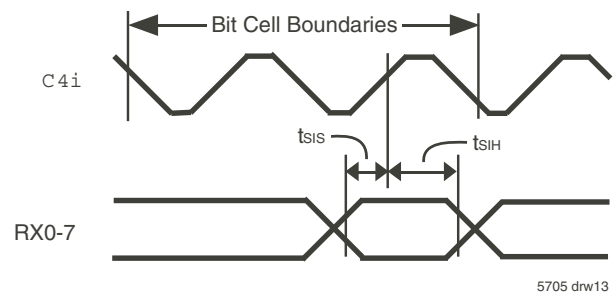 Bit Cell Boundaries
C4i
tSIS
tSIH
RX0-7
5705 drw13